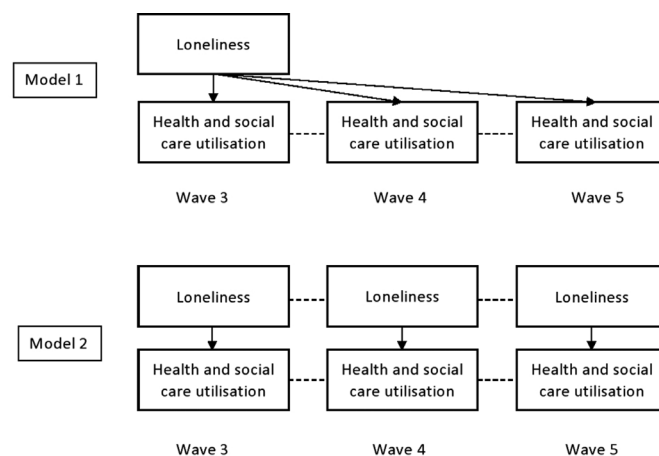 Loneliness
Model 1
Health and social
care utilisation
Health and social
care utilisation
Health and social
care utilisation
Wave 3
Wave 4
Wave 5
Loneliness
Loneliness
Loneliness
Model 2
Health and social
care utilisation
Health and social
care utilisation
Health and social
care utilisation
Wave 3
Wave 4
Wave 5